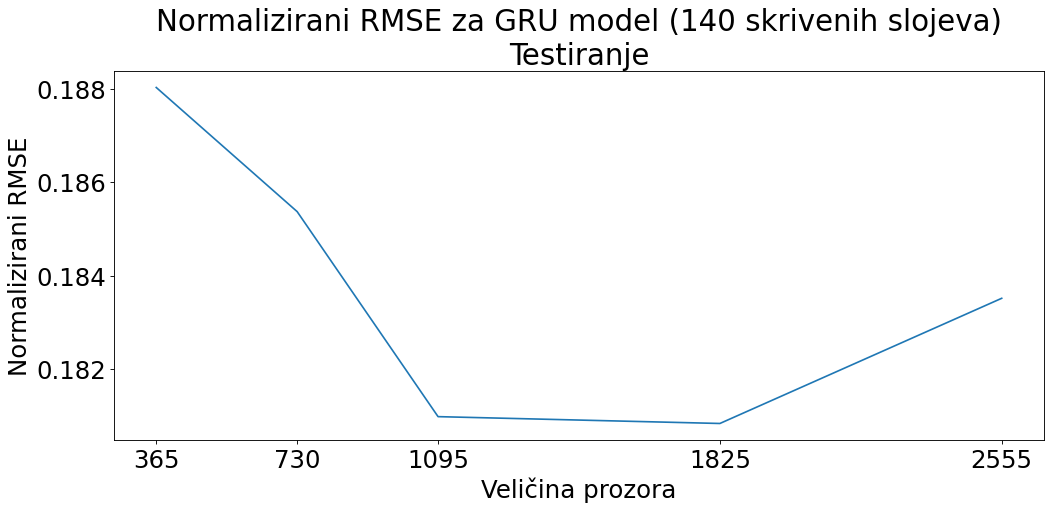 Normalizirani RMSE za GRU model (140 skrivenih slojeva)
Testiranje
Normalizirani RMSE
0.188
0.186
0.184
0.182
365 730 1095 1825 2555
Veličina prozora